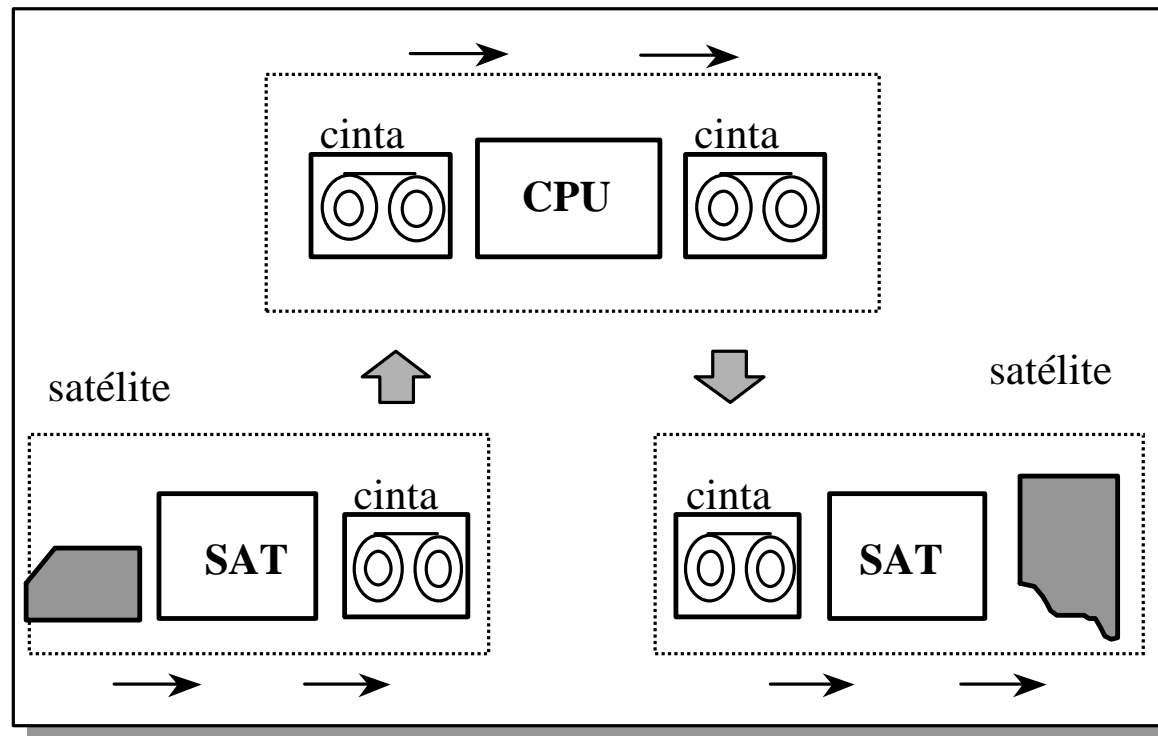 cinta
cinta
CPU
satélite
satélite
cinta
cinta
SAT
SAT